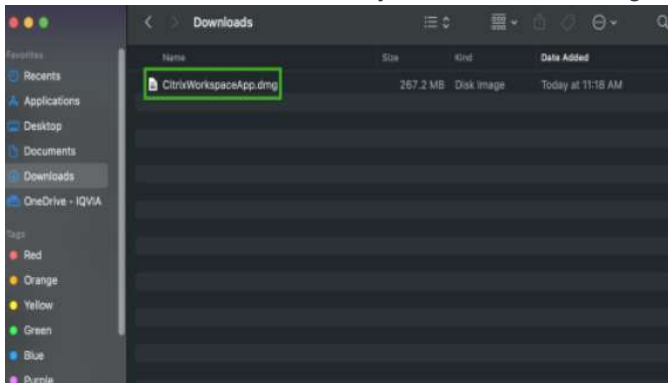 Downloads
Favorites
Name Size Kind Date Added
Recents
CitrixWorkspaceApp.dmg 267.2 MB Disk Image Today at 11:18 AM
Applications
Desktop
Documents
Downloads
OneDrive - IQVIA
Tags
Red
Orange
Yellow
Green
Blue
Purple